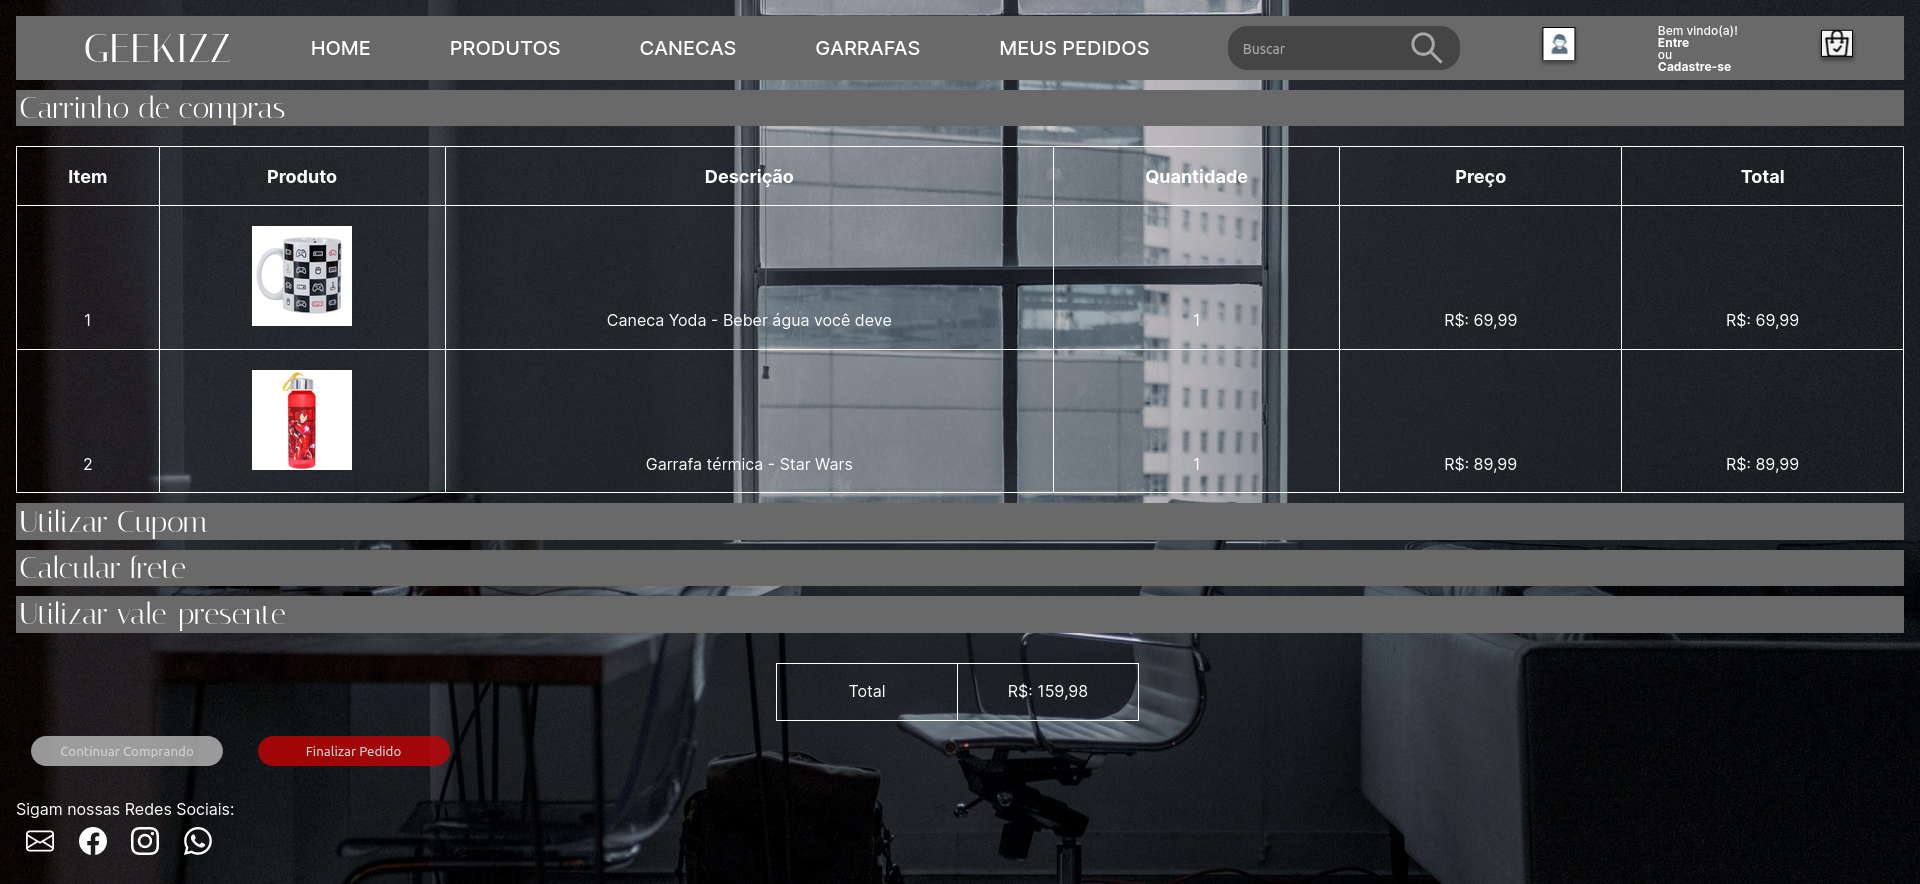 GEEKIZZ HOME PRODUTOS CANECAS GARRAFAS MEUS PEDIDOS Buscar
Bem vindo(a)!
Entre
ou
Cadastre-se
Carrinho de compras
Item Produto Descrição Quantidade Preço Total
1 Caneca Yoda - Beber água você deve 1 R$: 69,99 R$: 69,99
2 Garrafa térmica - Star Wars 1 R$: 89,99 R$: 89,99
Utilizar Cupom
Calcular frete
Utilizar vale presente
Total R$: 159,98
Continuar Comprando Finalizar Pedido
Sigam nossas Redes Sociais: